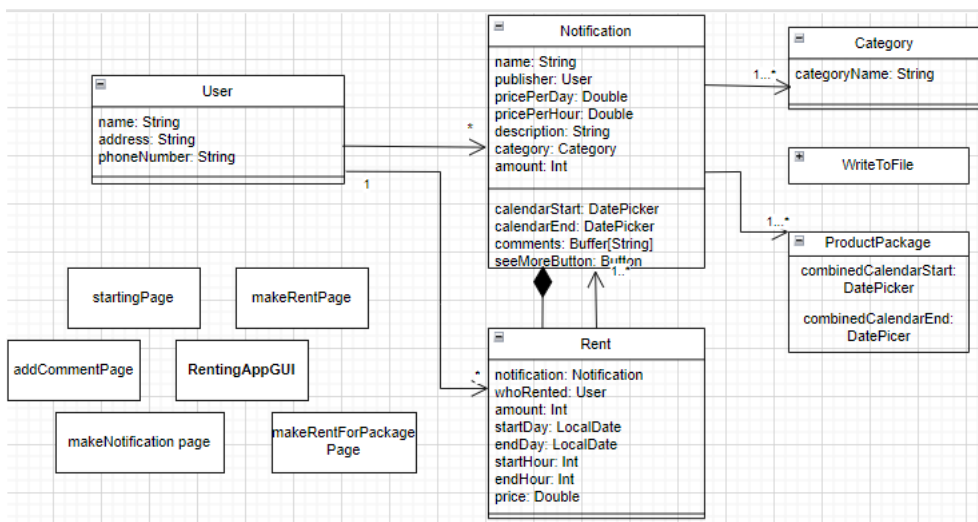 User
name: String
address: String
phoneNumber: String
1
*
Notification
name: String
publisher: User
pricePerDay: Double
pricePerHour: Double
description: String
category: Category
amount: Int
calendarStart: DatePicker
calendarEnd: DatePicker
comments: Buffer[String]
seeMoreButton: Button
1...*
Category
categoryName: String
WriteToFile
1...*
ProductPackage
combinedCalendarStart:
DatePicker
combinedCalendarEnd:
DatePicer
1..*
*
Rent
notification: Notification
whoRented: User
amount: Int
startDay: LocalDate
endDay: LocalDate
startHour: Int
endHour: Int
price: Double
startingPage
makeRentPage
addCommentPage
RentingAppGUI
makeNotification page
makeRentForPackage
Page